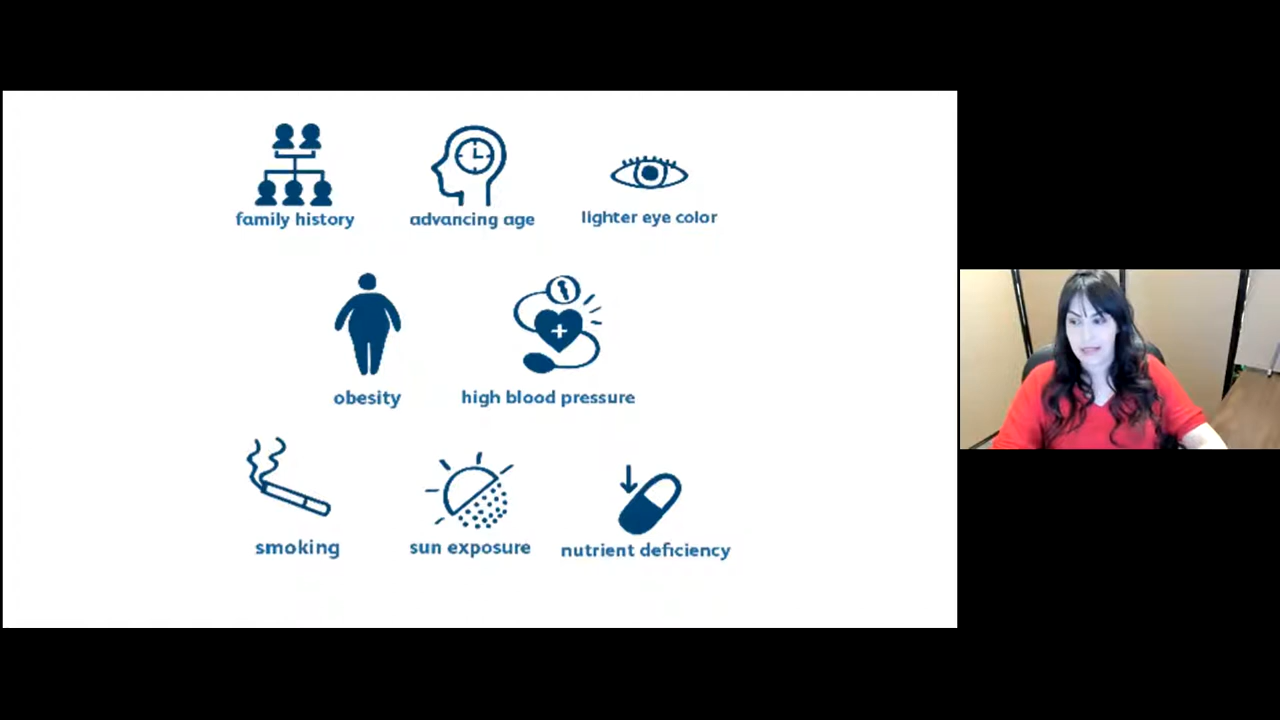 family history
advancing age
lighter eye color
obesity
high blood pressure
smoking
sun exposure
nutrient deficiency